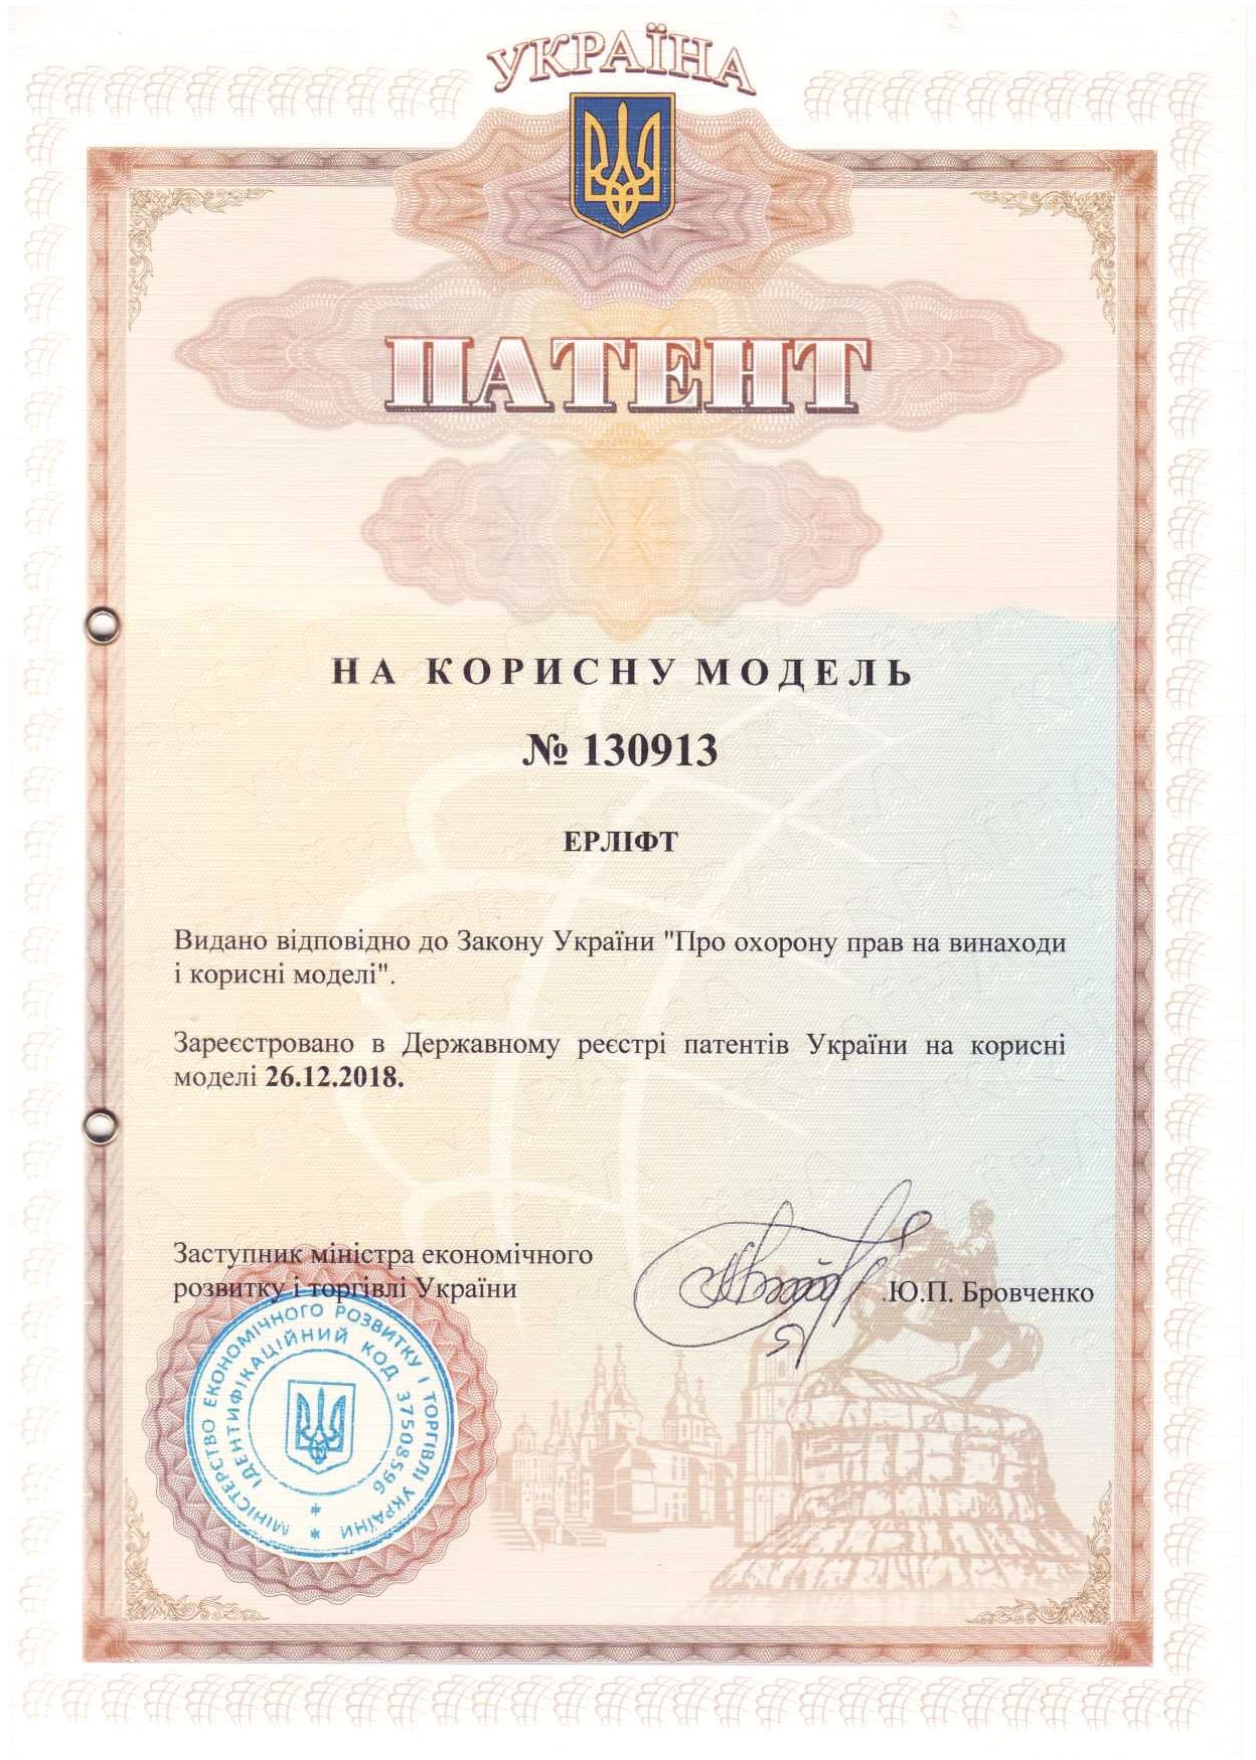 УКРАЇНА
ПАТЕНТ
НА КОРИСНУ МОДЕЛЬ
№ 130913
ЕРЛІФТ
Видано відповідно до Закону України "Про охорону прав на винаходи
і корисні моделі".
Зареєстровано в Державному реєстрі патентів України на корисні
моделі 26.12.2018.
Заступник міністра економічного
розвитку і торгівлі України
Ю.П. Бровченко
МІНІСТЕРСТВО ЕКОНОМІЧНОГО РОЗВИТКУ І ТОРГІВЛІ УКРАЇНИ *
ІДЕНТИФІКАЦІЙНИЙ КОД 37508596 *